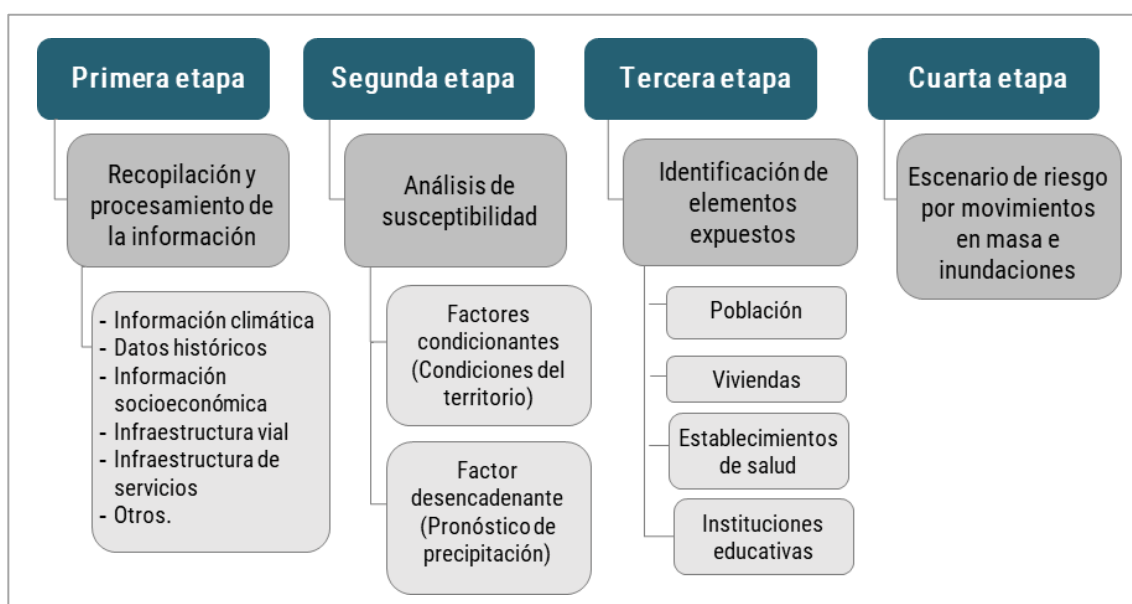 Primera etapa
Recopilación y
procesamiento de
la información
- Información climática
- Datos históricos
- Información
socioeconómica
- Infraestructura vial
- Infraestructura de
servicios
- Otros.
Segunda etapa
Análisis de
susceptibilidad
Factores
condicionantes
(Condiciones del
territorio)
Factor
desencadenante
(Pronóstico de
precipitación)
Tercera etapa
Identificación de
elementos
expuestos
Población
Viviendas
Establecimientos
de salud
Instituciones
educativas
Cuarta etapa
Escenario de riesgo
por movimientos
en masa e
inundaciones